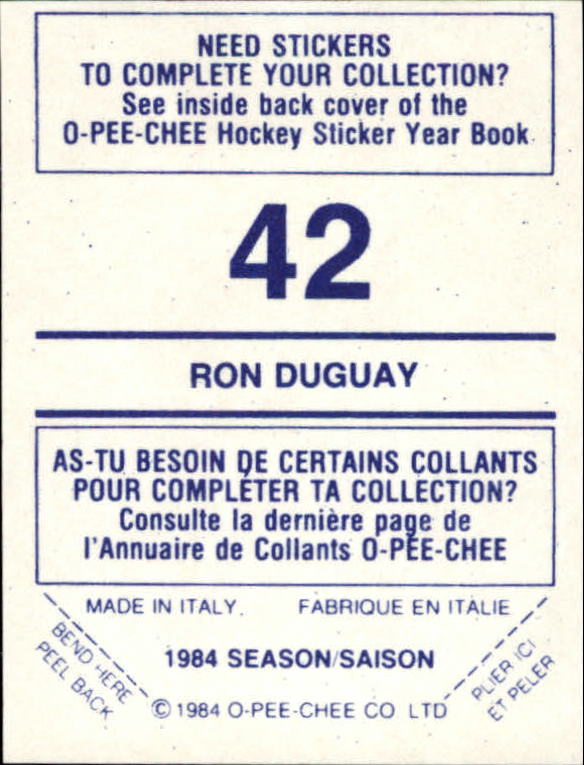 NEED STICKERS
TO COMPLETE YOUR COLLECTION?
See inside back cover of the
O-PEE-CHEE Hockey Sticker Year Book
42
RON DUGUAY
AS-TU BESOIN DE CERTAINS COLLANTS
POUR COMPLÉTER TA COLLECTION?
Consulte la dernière page de
l'Annuaire de Collants O-PEE-CHEE
MADE IN ITALY. FABRIQUE EN ITALIE
BEND HERE
PEEL BACK
1984 SEASON/SAISON
PLIER ICI
ET PELER
© 1984 O-PEE-CHEE CO LTD